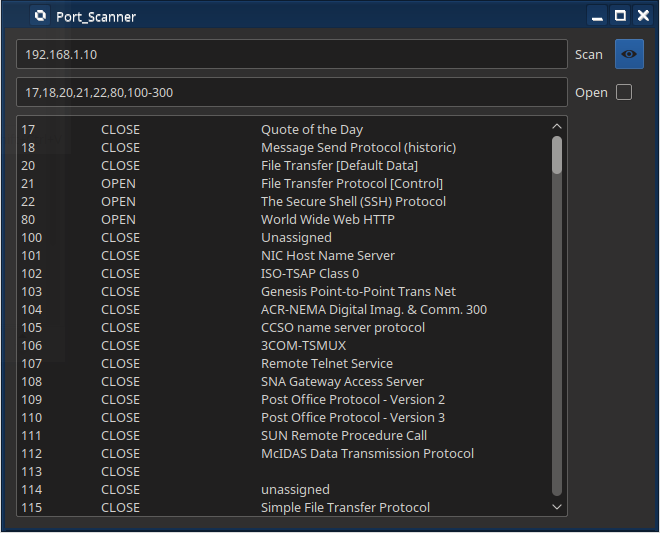 Port_Scanner
192.168.1.10 Scan
17,18,20,21,22,80,100-300 Open
17 CLOSE Quote of the Day
18 CLOSE Message Send Protocol (historic)
20 CLOSE File Transfer [Default Data]
21 OPEN File Transfer Protocol [Control]
22 OPEN The Secure Shell (SSH) Protocol
80 OPEN World Wide Web HTTP
100 CLOSE Unassigned
101 CLOSE NIC Host Name Server
102 CLOSE ISO-TSAP Class 0
103 CLOSE Genesis Point-to-Point Trans Net
104 CLOSE ACR-NEMA Digital Imag. & Comm. 300
105 CLOSE CCSO name server protocol
106 CLOSE 3COM-TSMUX
107 CLOSE Remote Telnet Service
108 CLOSE SNA Gateway Access Server
109 CLOSE Post Office Protocol - Version 2
110 CLOSE Post Office Protocol - Version 3
111 CLOSE SUN Remote Procedure Call
112 CLOSE McIDAS Data Transmission Protocol
113 CLOSE
114 CLOSE unassigned
115 CLOSE Simple File Transfer Protocol